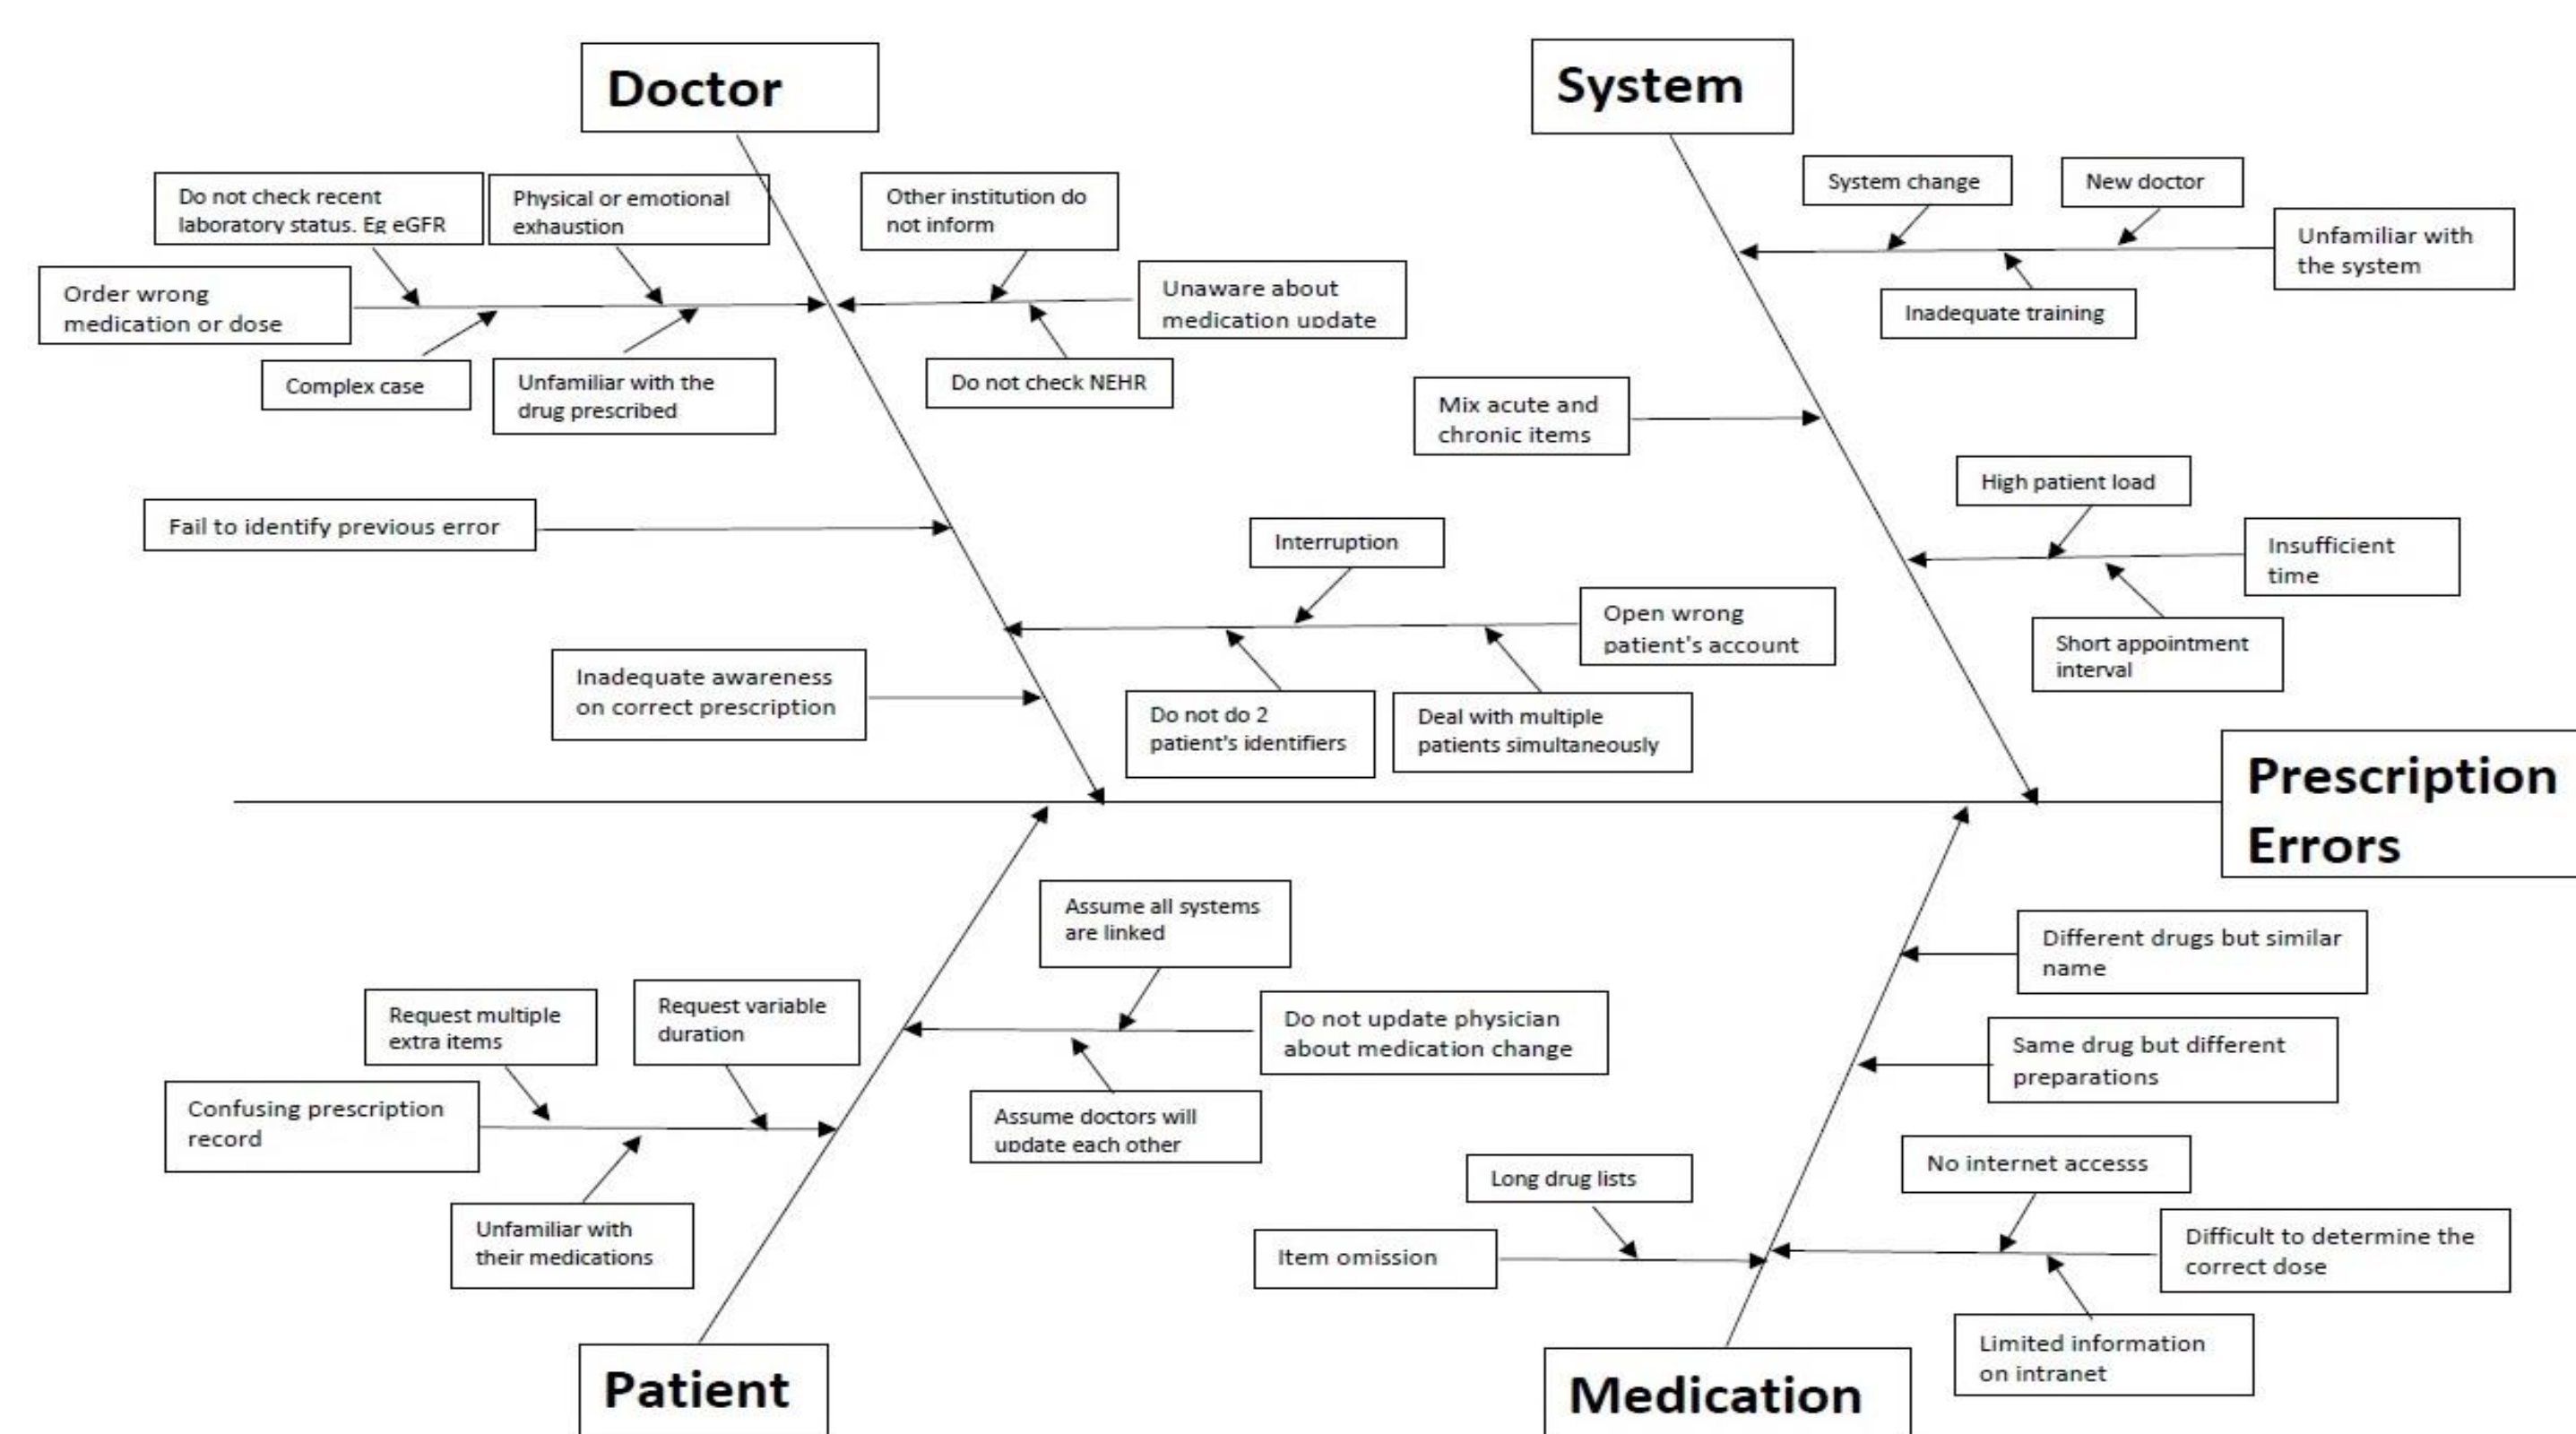 Doctor
System
Do not check recent
laboratory status. Eg eGFR
Physical or emotional
exhaustion
Other institution do
not inform
System change
New doctor
Unfamiliar with
the system
Order wrong
medication or dose
Unaware about
medication update
Inadequate training
Complex case
Unfamiliar with the
drug prescribed
Do not check NEHR
Mix acute and
chronic items
High patient load
Fail to identify previous error
Interruption
Insufficient
time
Open wrong
patient's account
Short appointment
interval
Inadequate awareness
on correct prescription
Do not do 2
patient's identifiers
Deal with multiple
patients simultaneously
Prescription
Errors
Assume all systems
are linked
Different drugs but similar
name
Request multiple
extra items
Request variable
duration
Do not update physician
about medication change
Same drug but different
preparations
Confusing prescription
record
Assume doctors will
update each other
Long drug lists
No internet accesss
Unfamiliar with
their medications
Item omission
Difficult to determine the
correct dose
Limited information
on intranet
Patient
Medication